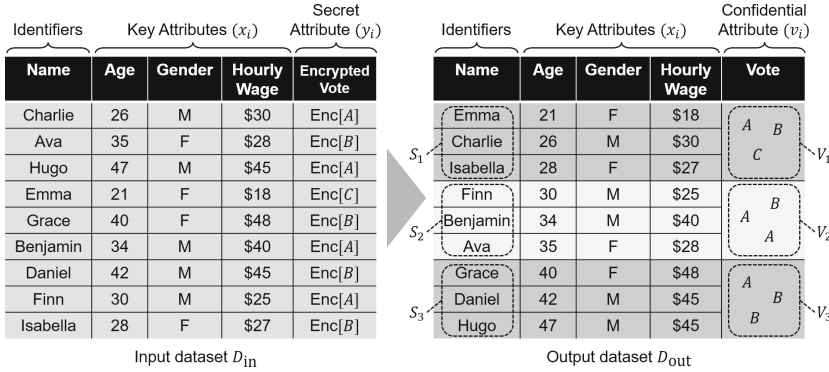 Identifiers Key Attributes (xᵢ) Secret Attribute (yᵢ)
Name Age Gender Hourly Wage Encrypted Vote
Charlie 26 M $30 Enc[A]
Ava 35 F $28 Enc[B]
Hugo 47 M $45 Enc[A]
Emma 21 F $18 Enc[C]
Grace 40 F $48 Enc[B]
Benjamin 34 M $40 Enc[A]
Daniel 42 M $45 Enc[B]
Finn 30 M $25 Enc[A]
Isabella 28 F $27 Enc[B]
Input dataset D_in
Identifiers Key Attributes (xᵢ) Confidential Attribute (vᵢ)
Name Age Gender Hourly Wage Vote
Emma 21 F $18
Charlie 26 M $30
Isabella 28 F $27
S₁ A B C V₁
Finn 30 M $25
Benjamin 34 M $40
Ava 35 F $28
S₂ B A A V₂
Grace 40 F $48
Daniel 42 M $45
Hugo 47 M $45
S₃ A B B V₃
Output dataset D_out